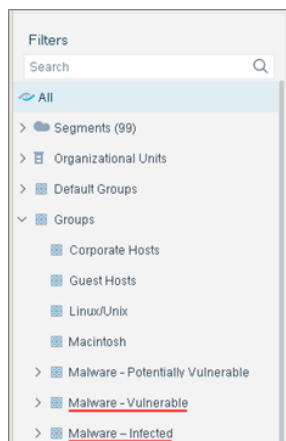 Filters
Search
All
Segments (99)
Organizational Units
Default Groups
Groups
Corporate Hosts
Guest Hosts
Linux/Unix
Macintosh
Malware - Potentially Vulnerable
Malware - Vulnerable
Malware – Infected